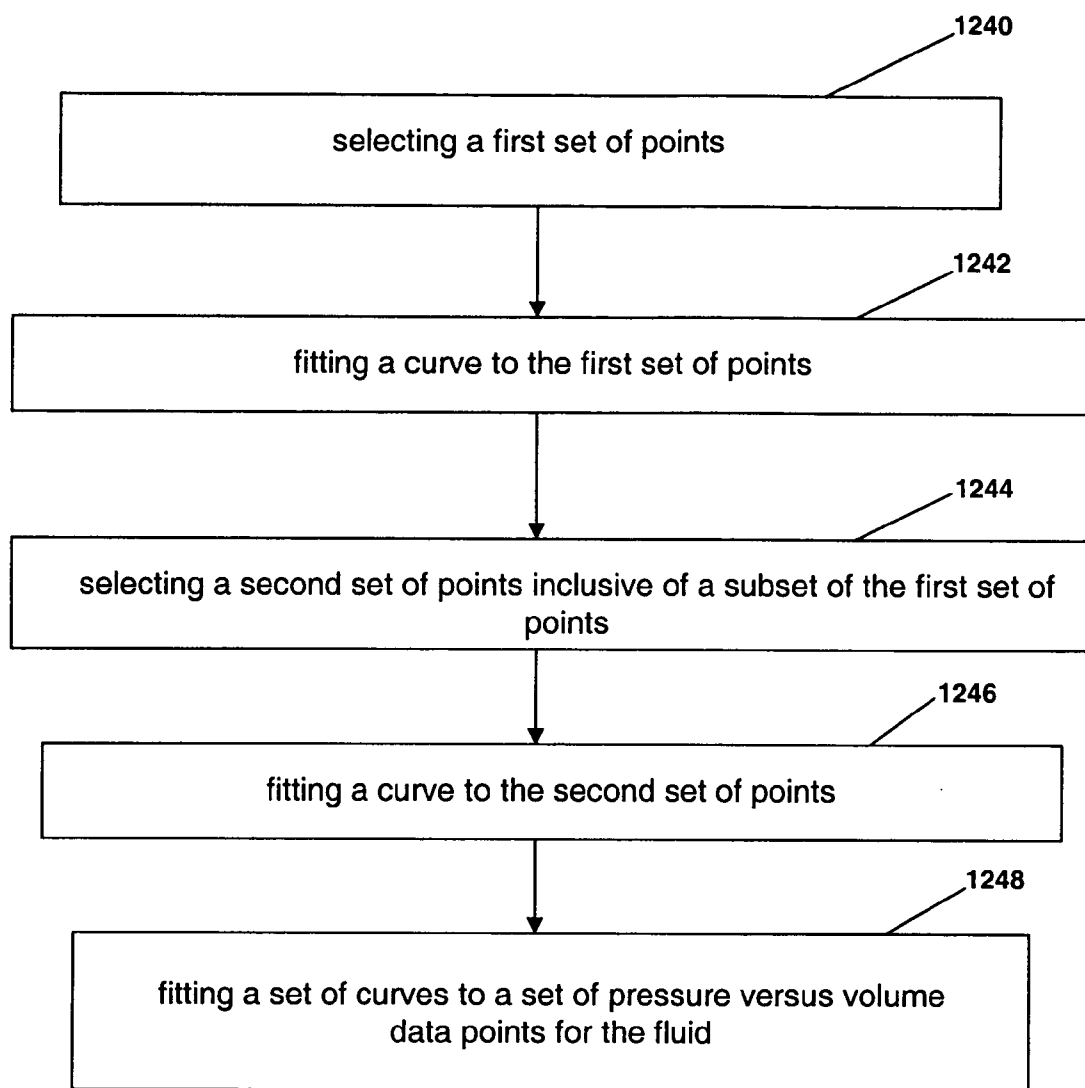 1240
selecting a first set of points
1242
fitting a curve to the first set of points
1244
selecting a second set of points inclusive of a subset of the first set of
points
1246
fitting a curve to the second set of points
1248
fitting a set of curves to a set of pressure versus volume
data points for the fluid